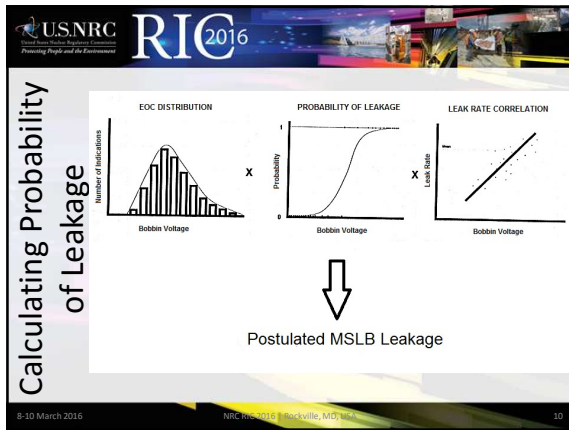 U.S.NRC
United States Nuclear Regulatory Commission
Protecting People and the Environment
RIC
2016
Calculating Probability
of Leakage
EOC DISTRIBUTION
Number of Indications
Bobbin Voltage
X
PROBABILITY OF LEAKAGE
1
Probability
0
Bobbin Voltage
X
LEAK RATE CORRELATION
Leak Rate
Mean
Bobbin Voltage
Postulated MSLB Leakage
8-10 March 2016
NRC RIC 2016 | Rockville, MD, USA
10